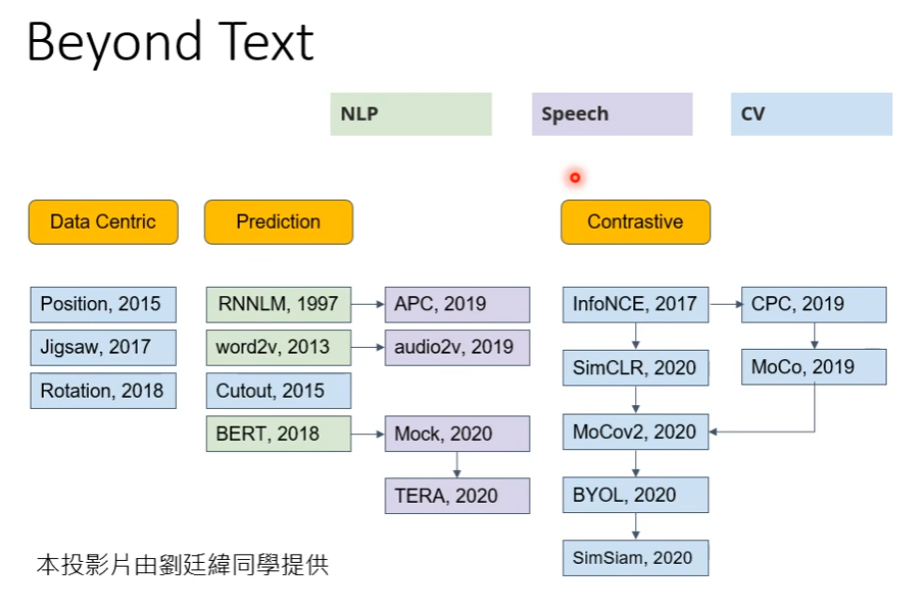 Beyond Text
NLP
Speech
CV
Data Centric
Prediction
Contrastive
Position, 2015
Jigsaw, 2017
Rotation, 2018
RNNLM, 1997
word2v, 2013
Cutout, 2015
BERT, 2018
APC, 2019
audio2v, 2019
Mock, 2020
TERA, 2020
InfoNCE, 2017
SimCLR, 2020
MoCov2, 2020
BYOL, 2020
SimSiam, 2020
CPC, 2019
MoCo, 2019
本投影片由劉廷緯同學提供